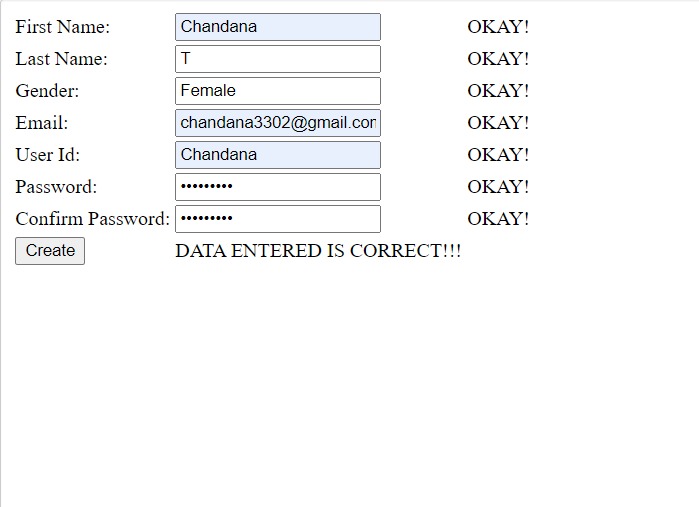 First Name: Chandana OKAY!
Last Name: T OKAY!
Gender: Female OKAY!
Email: chandana3302@gmail.con OKAY!
User Id: Chandana OKAY!
Password: ••••••••• OKAY!
Confirm Password: ••••••••• OKAY!
Create DATA ENTERED IS CORRECT!!!